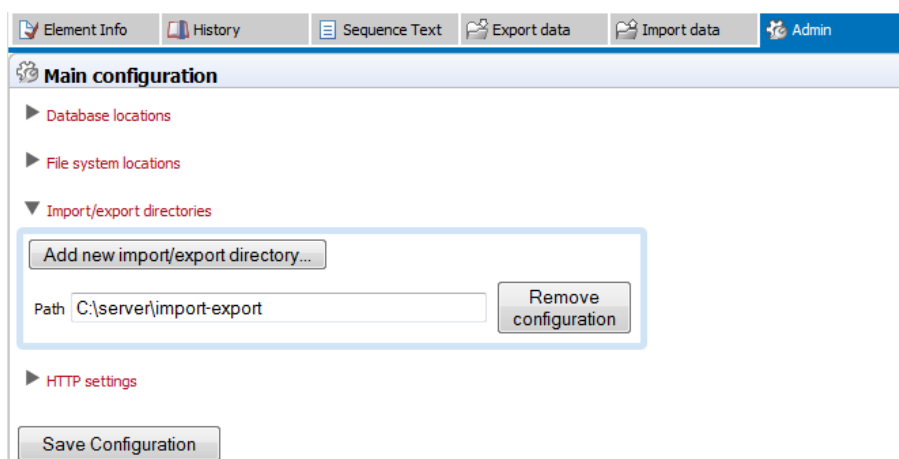 Element Info History Sequence Text Export data Import data Admin
Main configuration
Database locations
File system locations
Import/export directories
Add new import/export directory...
Path C:\server\import-export Remove
configuration
HTTP settings
Save Configuration